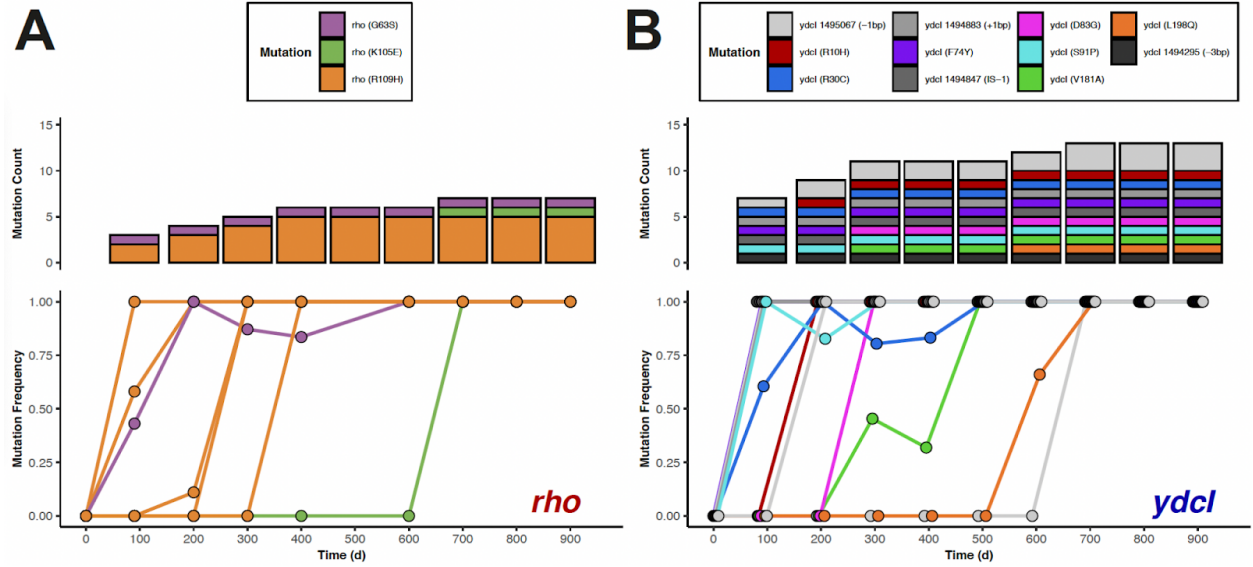 A
Mutation
rho (G63S)
rho (K105E)
rho (R109H)
Mutation Count
15
10
5
0
Mutation Frequency
1.00
0.75
0.50
0.25
0.00
0 100 200 300 400 500 600 700 800 900
Time (d)
rho
B
Mutation
ydcI 1495067 (−1bp)
ydcI (R10H)
ydcI (R30C)
ydcI 1494883 (+1bp)
ydcI (F74Y)
ydcI 1494847 (IS−1)
ydcI (D83G)
ydcI (S91P)
ydcI (V181A)
ydcI (L198Q)
ydcI 1494295 (−3bp)
Mutation Count
15
10
5
0
Mutation Frequency
1.00
0.75
0.50
0.25
0.00
0 100 200 300 400 500 600 700 800 900
Time (d)
ydcI